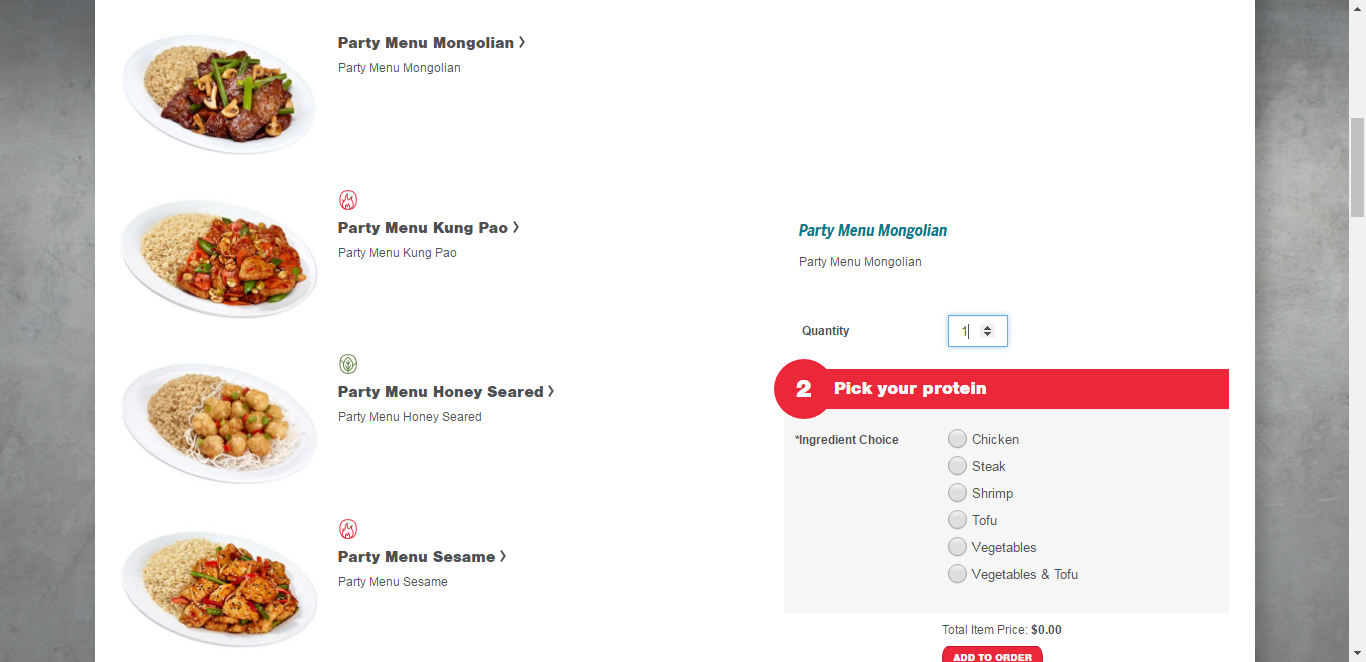 Party Menu Mongolian >
Party Menu Mongolian
Party Menu Kung Pao >
Party Menu Kung Pao
Party Menu Honey Seared >
Party Menu Honey Seared
Party Menu Sesame >
Party Menu Sesame
Party Menu Mongolian
Party Menu Mongolian
Quantity 1
2 Pick your protein
*Ingredient Choice
Chicken
Steak
Shrimp
Tofu
Vegetables
Vegetables & Tofu
Total Item Price: $0.00
ADD TO ORDER